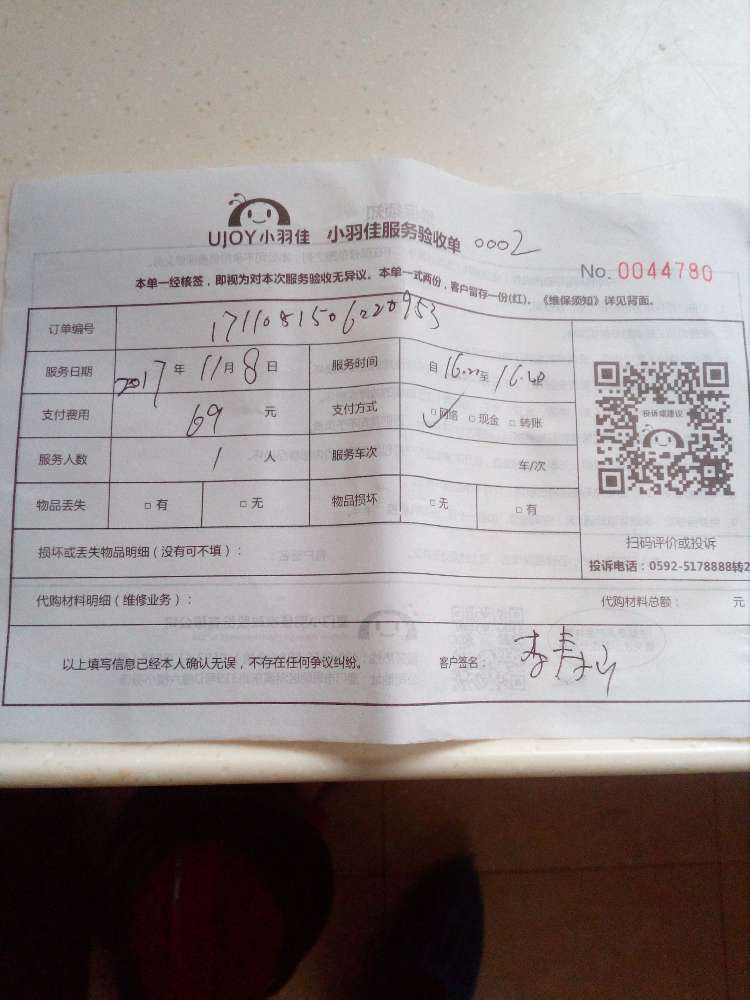 UJOY小羽佳 小羽佳服务验收单 0002
No. 0044780
本单一经核签，即视为对本次服务验收无异议。本单一式两份，客户留存一份(红)。《维保须知》详见背面。
订单编号 1711081506220953
服务日期 2017 年 11 月 8 日 服务时间 自 至
支付费用 69 元 支付方式 □网络 □现金 □转账
投诉或建议
服务人数 1 人 服务车次 车/次
物品丢失 □有 □无 物品损坏 □无 □有
扫码评价或投诉
损坏或丢失物品明细（没有可不填）：
投诉电话：0592-5178888转2
代购材料明细（维修业务）： 代购材料总额： 元
以上填写信息已经本人确认无误，不存在任何争议纠纷。 客户签名：